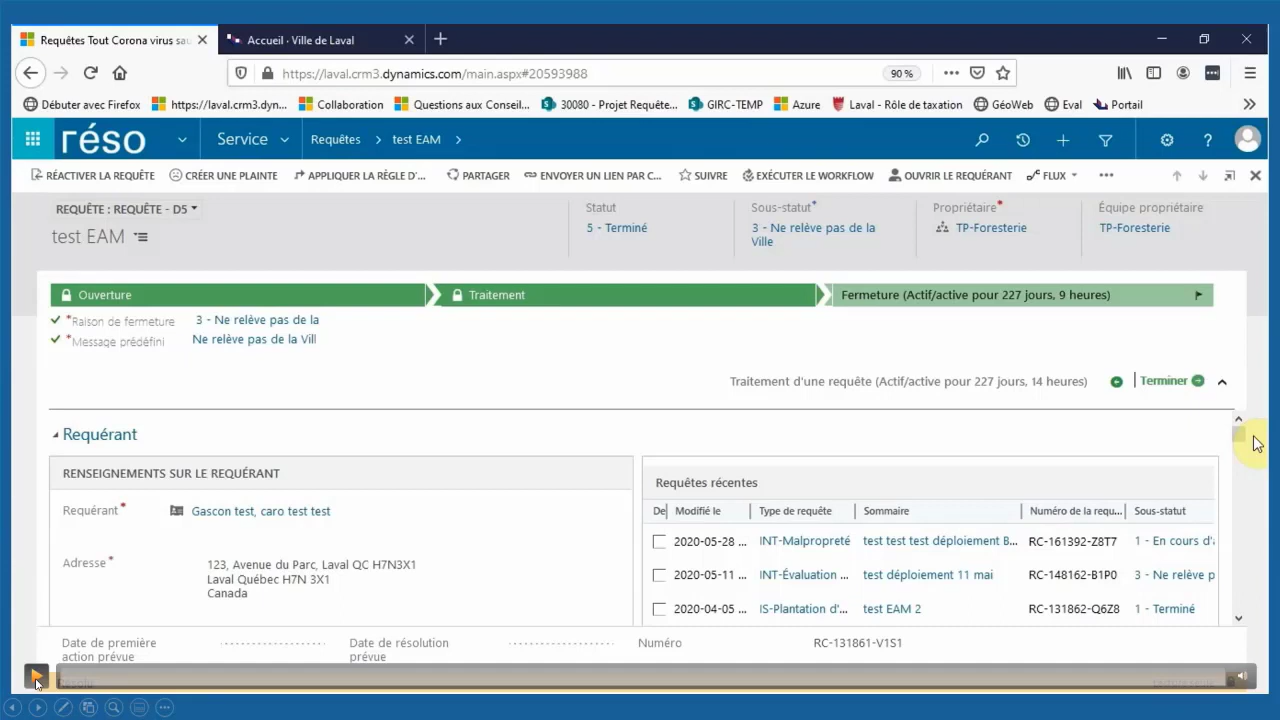 Requêtes Tout Corona virus sau
Accueil · Ville de Laval
https://laval.crm3.dynamics.com/main.aspx#20593988
90 %
Débuter avec Firefox
https://laval.crm3.dyn...
Collaboration
Questions aux Conseil...
30080 - Projet Requête...
GIRC-TEMP
Azure
Laval - Rôle de taxation
GéoWeb
Eval
Portail
réso
Service
Requêtes
test EAM
RÉACTIVER LA REQUÊTE
CRÉER UNE PLAINTE
APPLIQUER LA RÈGLE D'...
PARTAGER
ENVOYER UN LIEN PAR C...
SUIVRE
EXÉCUTER LE WORKFLOW
OUVRIR LE REQUÉRANT
FLUX
REQUÊTE : REQUÊTE - D5
test EAM
Statut
5 - Terminé
Sous-statut*
3 - Ne relève pas de la
Ville
Propriétaire*
TP-Foresterie
Équipe propriétaire
TP-Foresterie
Ouverture
Traitement
Fermeture (Actif/active pour 227 jours, 9 heures)
*Raison de fermeture 3 - Ne relève pas de la
*Message prédéfini Ne relève pas de la Vill
Traitement d'une requête (Actif/active pour 227 jours, 14 heures)
Terminer
Requérant
RENSEIGNEMENTS SUR LE REQUÉRANT
Requérant* Gascon test, caro test test
Adresse*
123, Avenue du Parc, Laval QC H7N3X1
Laval Québec H7N 3X1
Canada
Requêtes récentes
De Modifié le Type de requête Sommaire Numéro de la requ... Sous-statut
2020-05-28 ... INT-Malpropreté test test test déploiement B... RC-161392-Z8T7 1 - En cours d'a
2020-05-11 ... INT-Évaluation ... test déploiement 11 mai RC-148162-B1P0 3 - Ne relève p
2020-04-05 ... IS-Plantation d'... test EAM 2 RC-131862-Q6Z8 1 - Terminé
Date de première
action prévue
Date de résolution
prévue
Numéro
RC-131861-V1S1